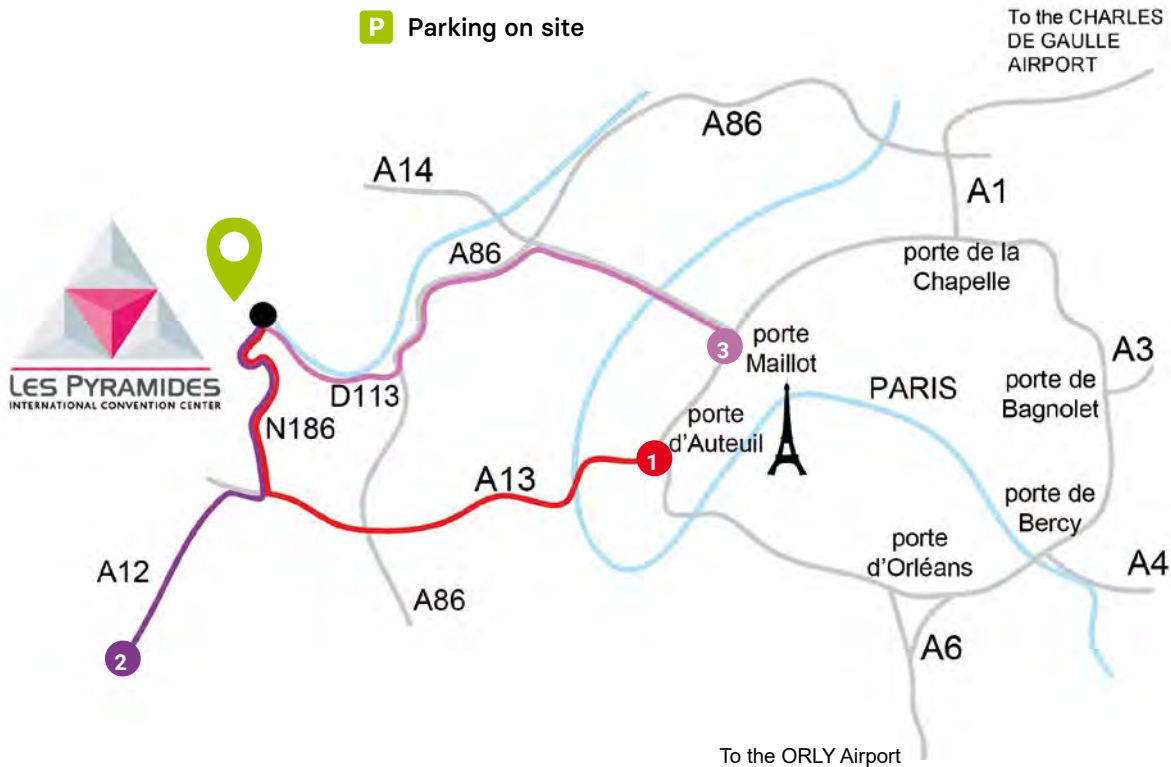 P Parking on site
To the CHARLES
DE GAULLE
AIRPORT
A86
A14
A1
A86
porte de la
Chapelle
3
porte
Maillot
A3
LES PYRAMIDES
INTERNATIONAL CONVENTION CENTER
D113
PARIS
porte de
Bagnolet
N186
porte
d'Auteuil
1
A13
porte de
Bercy
A12
porte
d'Orléans
A4
A86
2
A6
To the ORLY Airport